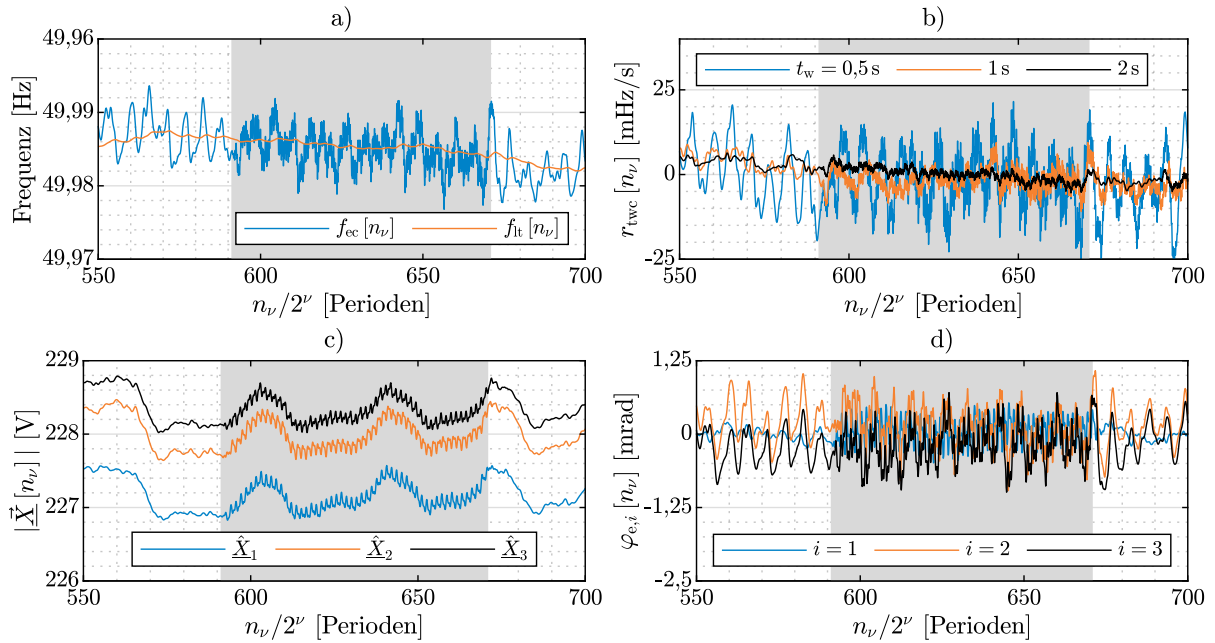 a)
49,96
49,99
49,98
49,97
Frequenz [Hz]
f_ec [n_ν] f_lt [n_ν]
550 600 650 700
n_ν/2^ν [Perioden]
b)
t_w = 0,5 s 1 s 2 s
25
0
-25
r_twc [n_ν] [mHz/s]
550 600 650 700
n_ν/2^ν [Perioden]
c)
229
228
227
226
|X⃗ [n_ν] | [V]
X̂_1 X̂_2 X̂_3
550 600 650 700
n_ν/2^ν [Perioden]
d)
1,25
0
-1,25
-2,5
φ_e,i [n_ν] [mrad]
i = 1 i = 2 i = 3
550 600 650 700
n_ν/2^ν [Perioden]